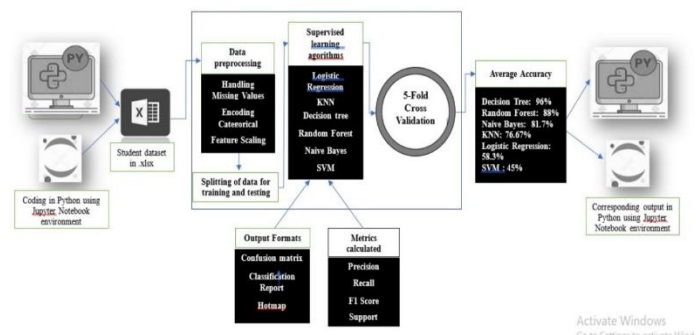 PY
Coding in Python using
Jupyter Notebook
environment
X
Student dataset
in .xlsx
Data
preprocessing
Handling
Missing Values
Encoding
Categorical
Feature Scaling
Splitting of data for
training and testing
Supervised
learning
agorithms
Logistic
Regression
KNN
Decision tree
Random Forest
Naive Bayes
SVM
5-Fold
Cross
Validation
Output Formats
Confusion matrix
Classification
Report
Hotmap
Metrics
calculated
Precision
Recall
F1 Score
Support
Average Accuracy
Decision Tree: 96%
Random Forest: 88%
Naive Bayes: 81.7%
KNN: 76.67%
Logistic Regression:
58.3%
SVM : 45%
PY
Corresponding output in
Python using Jupyter
Notebook environment
Activate Windows